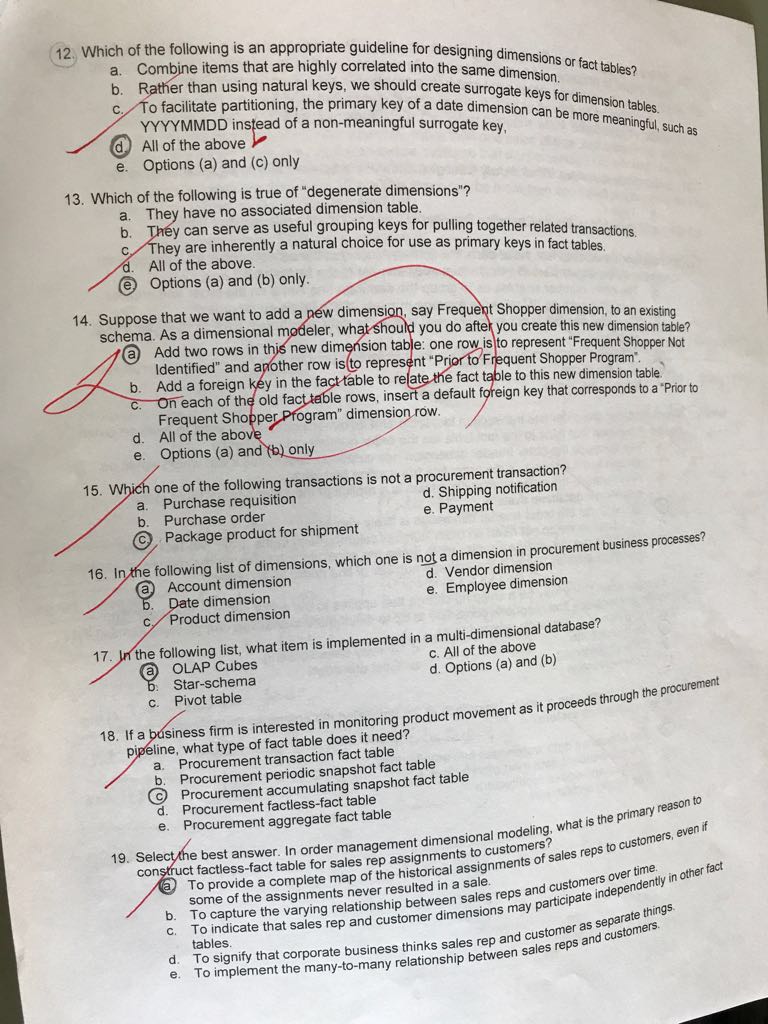 12. Which of the following is an appropriate guideline for designing dimensions or fact tables?
a. Combine items that are highly correlated into the same dimension.
b. Rather than using natural keys, we should create surrogate keys for dimension tables.
c. To facilitate partitioning, the primary key of a date dimension can be more meaningful, such as
YYYYMMDD instead of a non-meaningful surrogate key,
d. All of the above
e. Options (a) and (c) only
13. Which of the following is true of "degenerate dimensions"?
a. They have no associated dimension table.
b. They can serve as useful grouping keys for pulling together related transactions.
c. They are inherently a natural choice for use as primary keys in fact tables.
d. All of the above.
e. Options (a) and (b) only.
14. Suppose that we want to add a new dimension, say Frequent Shopper dimension, to an existing
schema. As a dimensional modeler, what should you do after you create this new dimension table?
a. Add two rows in this new dimension table: one row is to represent "Frequent Shopper Not
Identified" and another row is to represent "Prior to Frequent Shopper Program".
b. Add a foreign key in the fact table to relate the fact table to this new dimension table.
c. On each of the old fact table rows, insert a default foreign key that corresponds to a "Prior to
Frequent Shopper Program" dimension row.
d. All of the above
e. Options (a) and (b) only
15. Which one of the following transactions is not a procurement transaction?
a. Purchase requisition d. Shipping notification
b. Purchase order e. Payment
c. Package product for shipment
16. In the following list of dimensions, which one is not a dimension in procurement business processes?
a. Account dimension d. Vendor dimension
b. Date dimension e. Employee dimension
c. Product dimension
17. In the following list, what item is implemented in a multi-dimensional database?
a. OLAP Cubes c. All of the above
b. Star-schema d. Options (a) and (b)
c. Pivot table
18. If a business firm is interested in monitoring product movement as it proceeds through the procurement
pipeline, what type of fact table does it need?
a. Procurement transaction fact table
b. Procurement periodic snapshot fact table
c. Procurement accumulating snapshot fact table
d. Procurement factless-fact table
e. Procurement aggregate fact table
19. Select the best answer. In order management dimensional modeling, what is the primary reason to
construct factless-fact table for sales rep assignments to customers?
a. To provide a complete map of the historical assignments of sales reps to customers, even if
some of the assignments never resulted in a sale.
b. To capture the varying relationship between sales reps and customers over time.
c. To indicate that sales rep and customer dimensions may participate independently in other fact
tables.
d. To signify that corporate business thinks sales rep and customer as separate things.
e. To implement the many-to-many relationship between sales reps and customers.